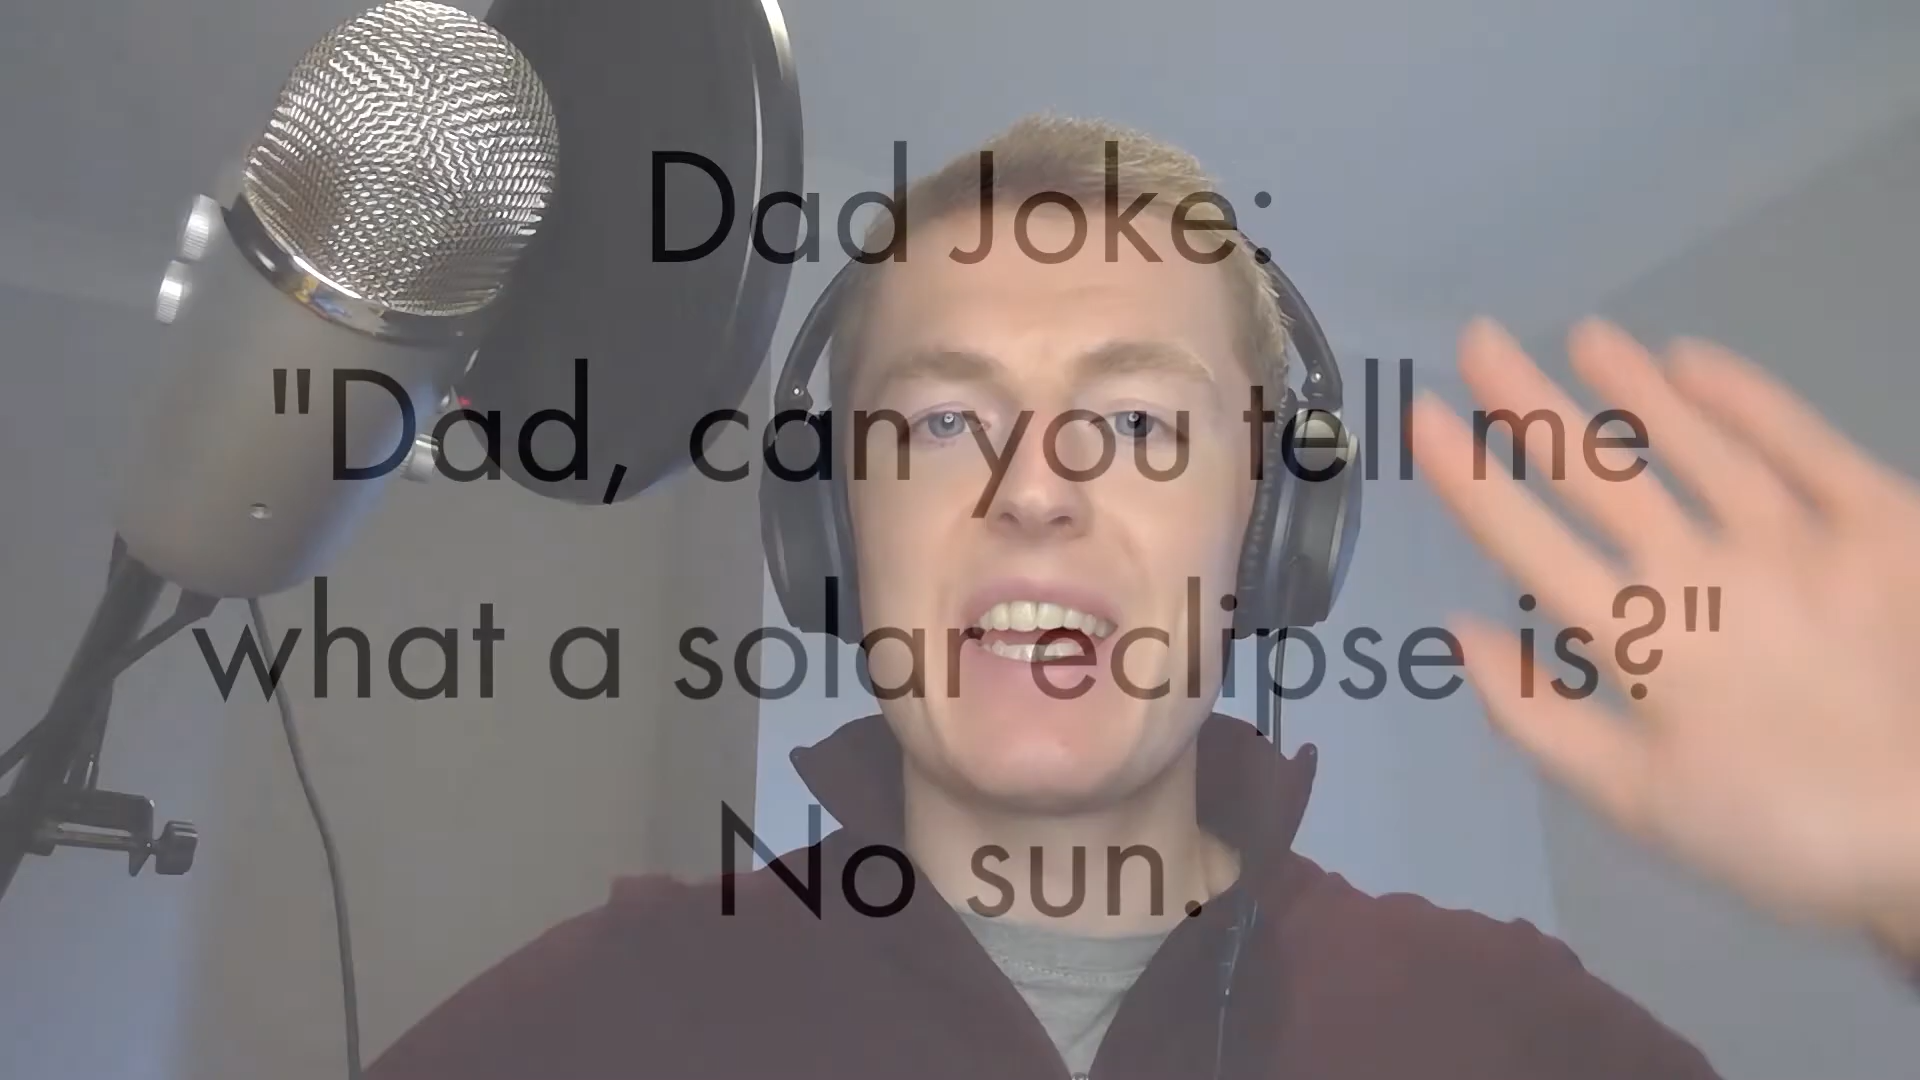 Dad Joke:
"Dad, can you tell me
what a solar eclipse is?"
No sun.